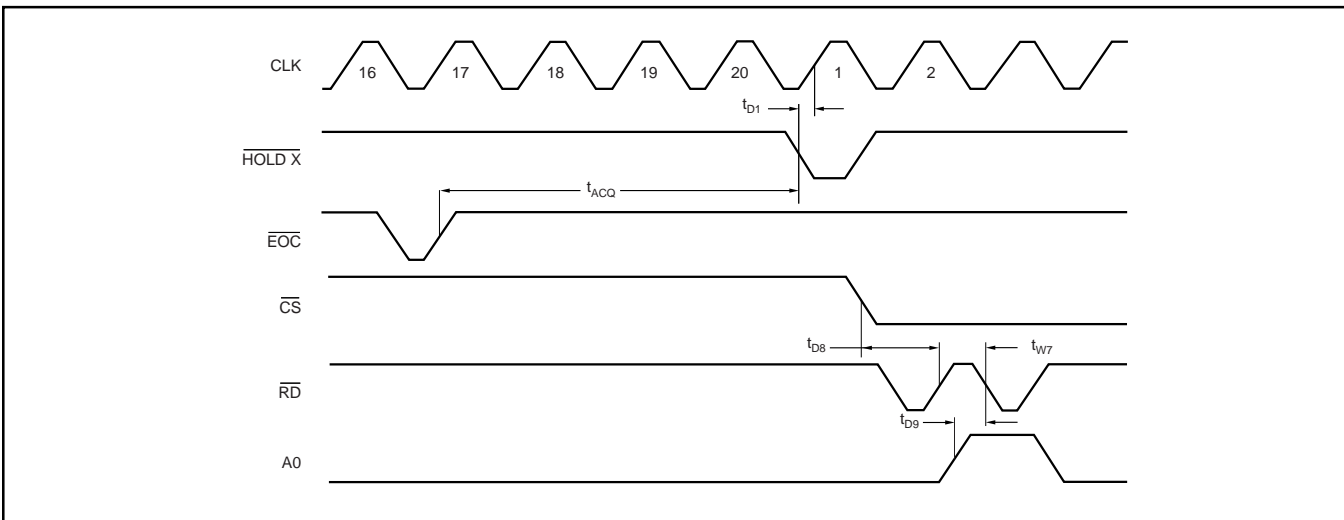 CLK
16 17 18 19 20 1 2
tD1
HOLD X
tACQ
EOC
CS
tD8
tW7
RD
tD9
A0